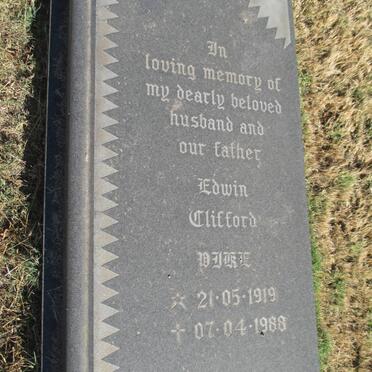 In
loving memory of
my dearly beloved
husband and
our father
Edwin
Clifford
PIKE
☆ 21·05·1919
✝ 07·04·1988